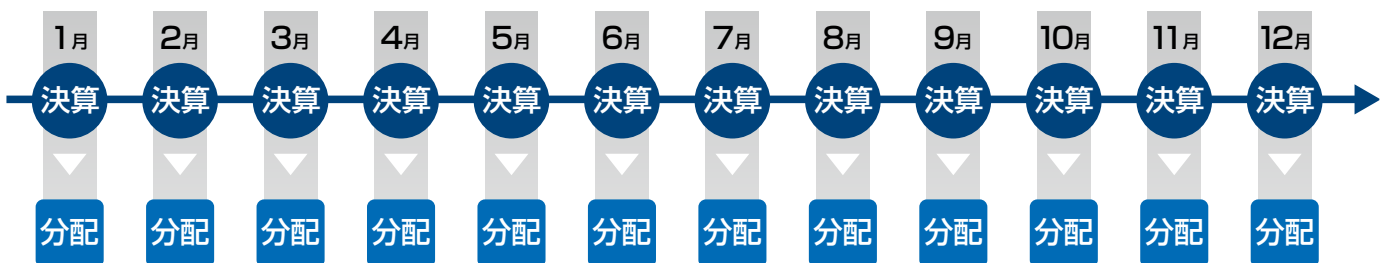 1月 2月 3月 4月 5月 6月 7月 8月 9月 10月 11月 12月
決算 決算 決算 決算 決算 決算 決算 決算 決算 決算 決算 決算
分配 分配 分配 分配 分配 分配 分配 分配 分配 分配 分配 分配